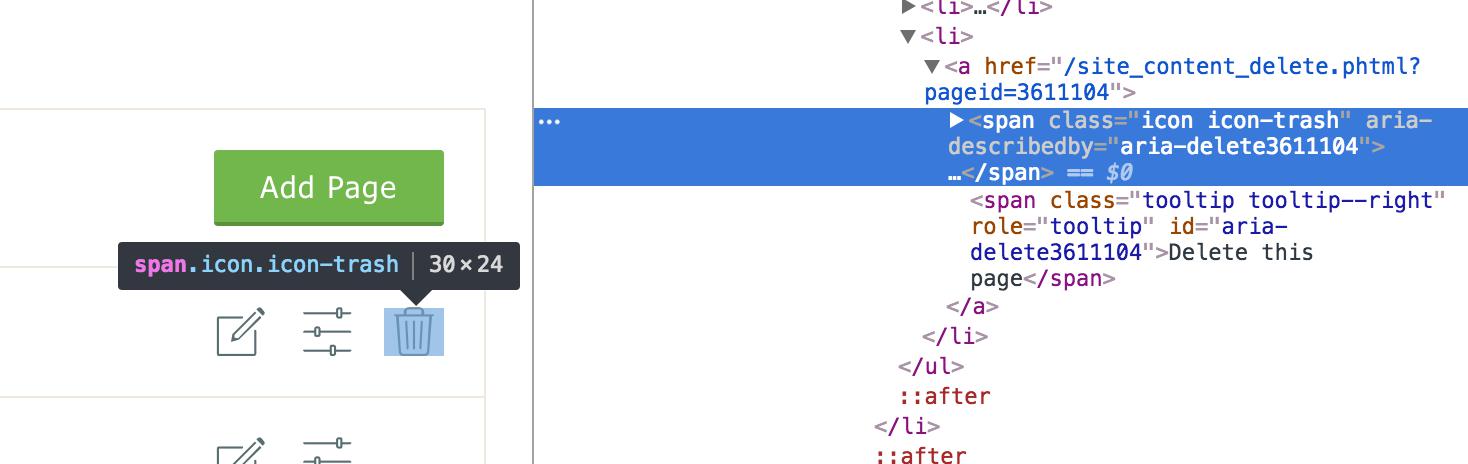 Add Page
span.icon.icon-trash | 30×24
▶<li>…</li>
▼<li>
▼<a href="/site_content_delete.phtml?
pageid=3611104">
… ▶<span class="icon icon-trash" aria-
describedby="aria-delete3611104">
…</span> == $0
<span class="tooltip tooltip--right"
role="tooltip" id="aria-
delete3611104">Delete this
page</span>
</a>
</li>
</ul>
::after
</li>
::after